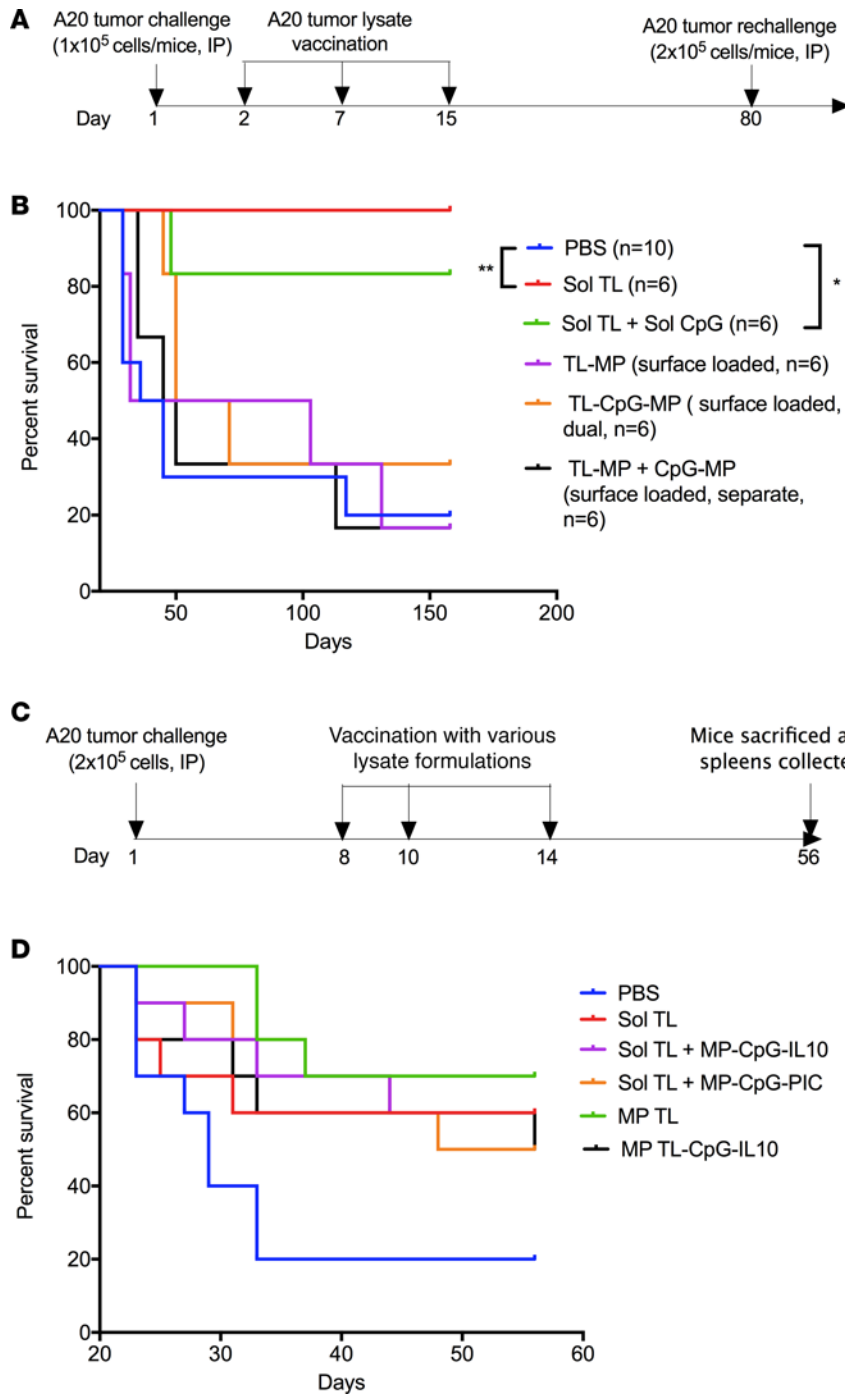 A
A20 tumor challenge
(1x10⁵ cells/mice, IP)
A20 tumor lysate
vaccination
A20 tumor rechallenge
(2x10⁵ cells/mice, IP)
Day 1 2 7 15 80
B
Percent survival
100
80
60
40
20
0
50 100 150 200
Days
** *
PBS (n=10)
Sol TL (n=6)
Sol TL + Sol CpG (n=6)
TL-MP (surface loaded, n=6)
TL-CpG-MP ( surface loaded,
dual, n=6)
TL-MP + CpG-MP
(surface loaded, separate,
n=6)
C
A20 tumor challenge
(2x10⁵ cells, IP)
Vaccination with various
lysate formulations
Mice sacrificed a
spleens collecte
Day 1 8 10 14 56
D
Percent survival
100
80
60
40
20
0
20 30 40 50 60
Days
PBS
Sol TL
Sol TL + MP-CpG-IL10
Sol TL + MP-CpG-PIC
MP TL
MP TL-CpG-IL10